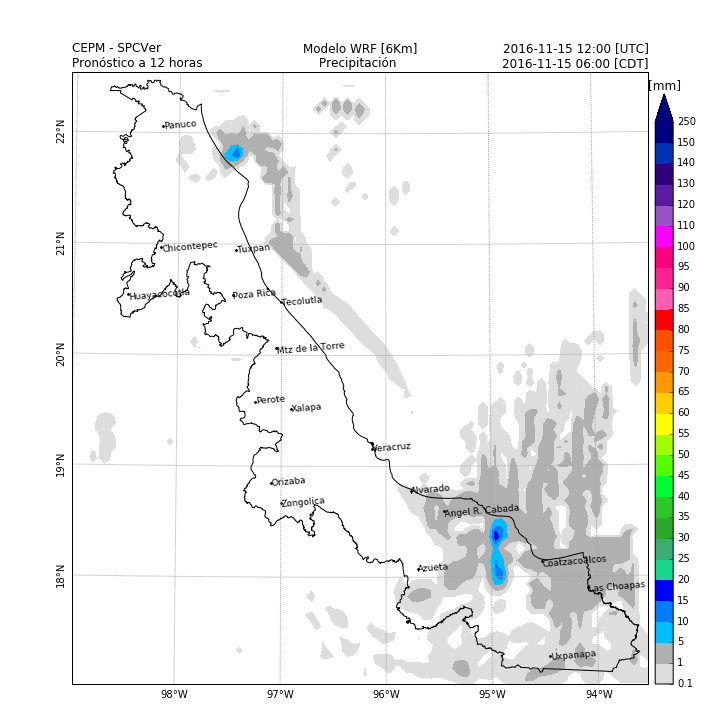 CEPM - SPCVer Modelo WRF [6Km] 2016-11-15 12:00 [UTC]
Pronóstico a 12 horas Precipitación 2016-11-15 06:00 [CDT]
[mm]
250
150
140
130
120
110
100
95
90
85
80
75
70
65
60
55
50
45
40
35
30
25
20
15
10
5
1
0.1
22°N
21°N
20°N
19°N
18°N
Panuco
Chicontepec
Tuxpan
Huayacocotla
Poza Rica
Tecolutla
Mtz de la Torre
Perote
Xalapa
Veracruz
Orizaba
Alvarado
Zongolica
Angel R. Cabada
Azueta
Coatzacoalcos
Las Choapas
Uxpanapa
98°W 97°W 96°W 95°W 94°W